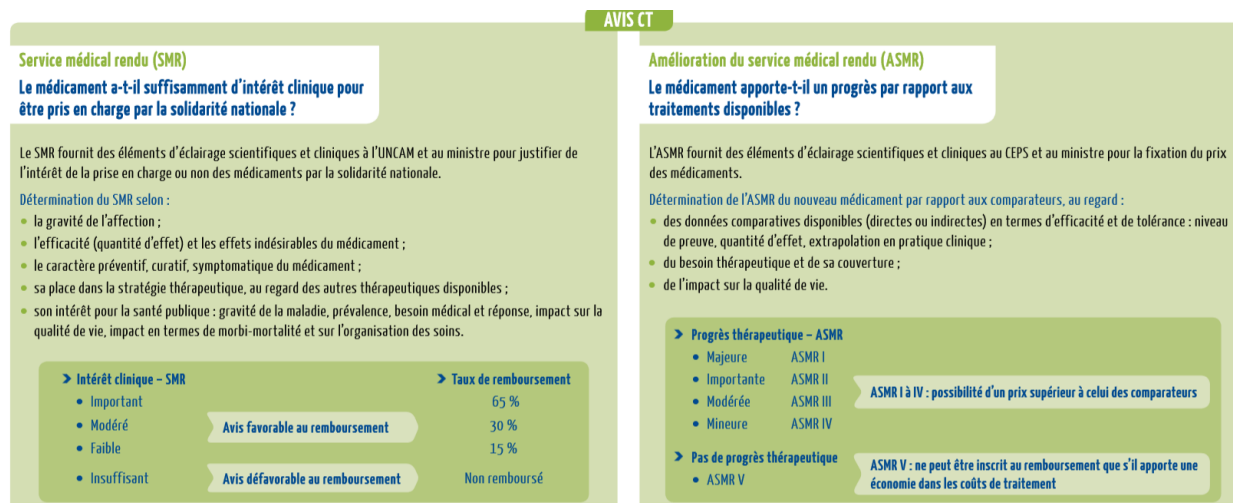 AVIS CT
Service médical rendu (SMR)
Le médicament a-t-il suffisamment d'intérêt clinique pour
être pris en charge par la solidarité nationale ?
Le SMR fournit des éléments d'éclairage scientifiques et cliniques à l'UNCAM et au ministre pour justifier de
l'intérêt de la prise en charge ou non des médicaments par la solidarité nationale.
Détermination du SMR selon :
• la gravité de l'affection ;
• l'efficacité (quantité d'effet) et les effets indésirables du médicament ;
• le caractère préventif, curatif, symptomatique du médicament ;
• sa place dans la stratégie thérapeutique, au regard des autres thérapeutiques disponibles ;
• son intérêt pour la santé publique : gravité de la maladie, prévalence, besoin médical et réponse, impact sur la
qualité de vie, impact en termes de morbi-mortalité et sur l'organisation des soins.
> Intérêt clinique – SMR > Taux de remboursement
• Important 65 %
• Modéré Avis favorable au remboursement 30 %
• Faible 15 %
• Insuffisant Avis défavorable au remboursement Non remboursé
Amélioration du service médical rendu (ASMR)
Le médicament apporte-t-il un progrès par rapport aux
traitements disponibles ?
L'ASMR fournit des éléments d'éclairage scientifiques et cliniques au CEPS et au ministre pour la fixation du prix
des médicaments.
Détermination de l'ASMR du nouveau médicament par rapport aux comparateurs, au regard :
• des données comparatives disponibles (directes ou indirectes) en termes d'efficacité et de tolérance : niveau
de preuve, quantité d'effet, extrapolation en pratique clinique ;
• du besoin thérapeutique et de sa couverture ;
• de l'impact sur la qualité de vie.
> Progrès thérapeutique – ASMR
• Majeure ASMR I
• Importante ASMR II
ASMR I à IV : possibilité d'un prix supérieur à celui des comparateurs
• Modérée ASMR III
• Mineure ASMR IV
> Pas de progrès thérapeutique
• ASMR V
ASMR V : ne peut être inscrit au remboursement que s'il apporte une
économie dans les coûts de traitement